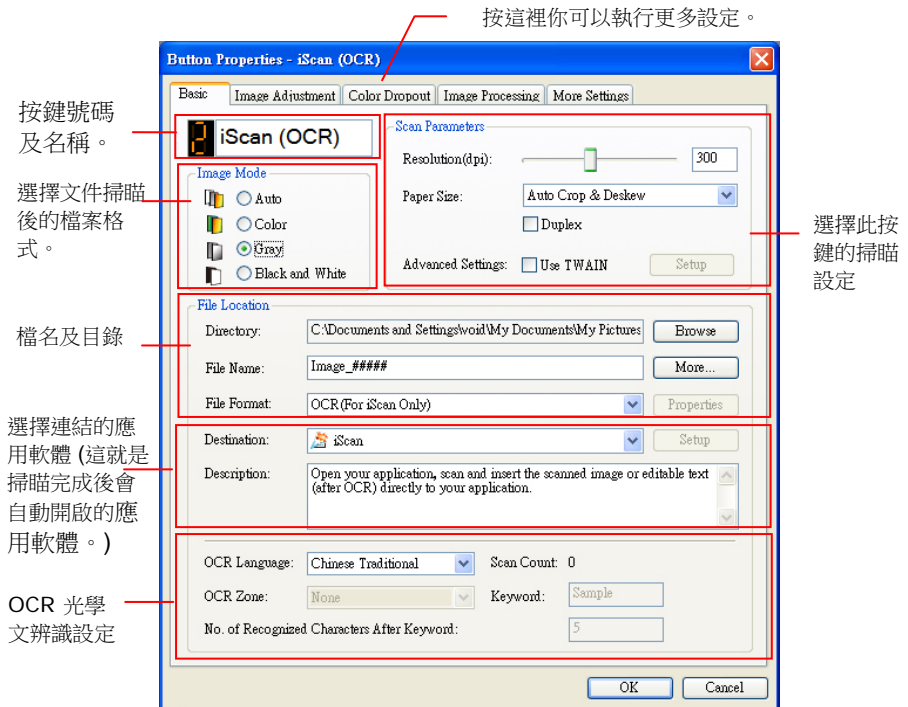 按這裡你可以執行更多設定。
Button Properties - iScan (OCR)
Basic Image Adjustment Color Dropout Image Processing More Settings
按鍵號碼
及名稱。
2 iScan (OCR)
Scan Parameters
Resolution(dpi): 300
Paper Size: Auto Crop & Deskew
Duplex
Advanced Settings: Use TWAIN Setup
選擇此按
鍵的掃瞄
設定
選擇文件掃瞄
後的檔案格
式。
Image Mode
Auto
Color
Gray
Black and White
檔名及目錄
File Location
Directory: C:\Documents and Settings\void\My Documents\My Pictures Browse
File Name: Image_##### More...
File Format: OCR(For iScan Only) Properties
選擇連結的應
用軟體 (這就是
掃瞄完成後會
自動開啟的應
用軟體。)
Destination: iScan Setup
Description: Open your application, scan and insert the scanned image or editable text
(after OCR) directly to your application.
OCR 光學
文辨識設定
OCR Language: Chinese Traditional Scan Count: 0
OCR Zone: None Keyword: Sample
No. of Recognized Characters After Keyword: 5
OK Cancel